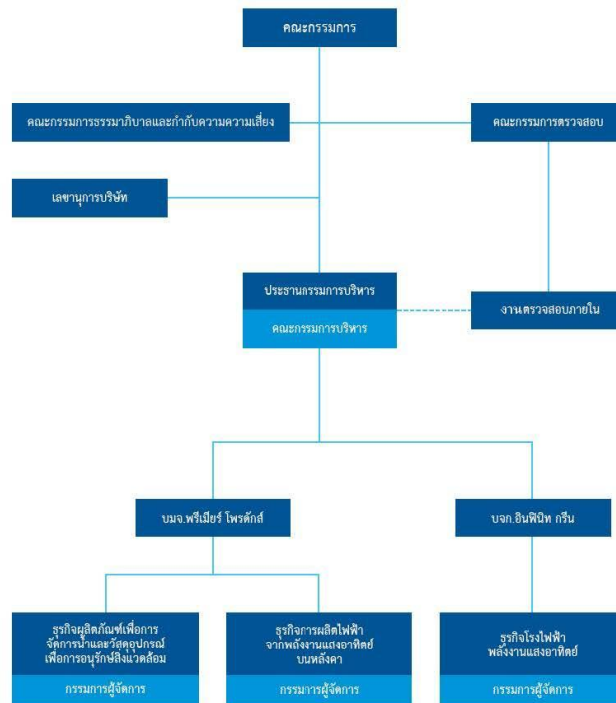 คณะกรรมการ
คณะกรรมการธรรมาภิบาลและกำกับความความเสี่ยง
คณะกรรมการตรวจสอบ
เลขานุการบริษัท
ประธานกรรมการบริหาร
คณะกรรมการบริหาร
งานตรวจสอบภายใน
บมจ.พรีเมียร์ โพรดักส์
บจก.อินฟินิท กรีน
ธุรกิจผลิตภัณฑ์เพื่อการ
จัดการน้ำและวัสดุอุปกรณ์
เพื่อการอนุรักษ์สิ่งแวดล้อม
กรรมการผู้จัดการ
ธุรกิจการผลิตไฟฟ้า
จากพลังงานแสงอาทิตย์
บนหลังคา
กรรมการผู้จัดการ
ธุรกิจโรงไฟฟ้า
พลังงานแสงอาทิตย์
กรรมการผู้จัดการ